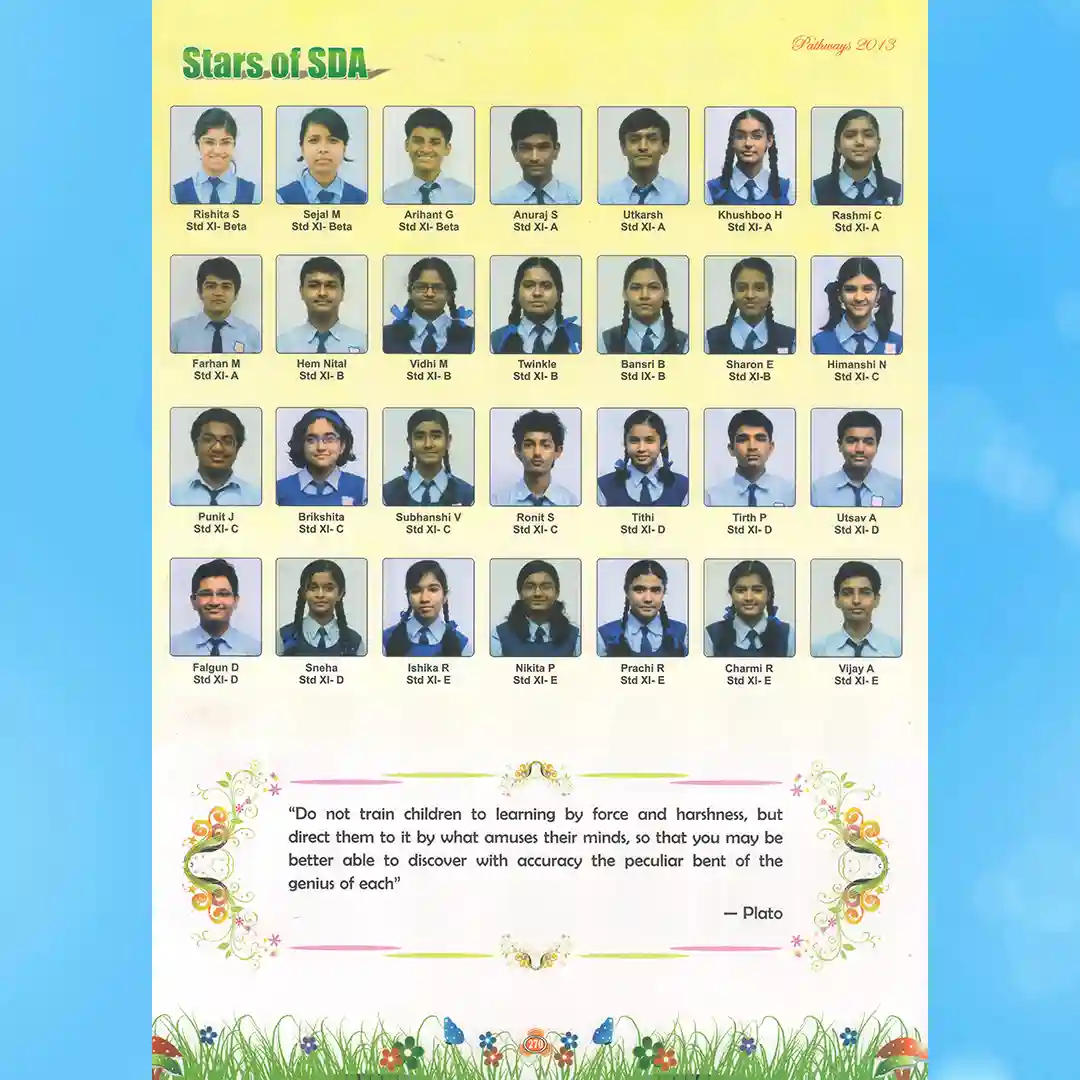 Stars of SDA
Pathways 2013
Rishita S
Std XI- Beta
Sejal M
Std XI- Beta
Arihant G
Std XI- Beta
Anuraj S
Std XI- A
Utkarsh
Std XI- A
Khushboo H
Std XI- A
Rashmi C
Std XI- A
Farhan M
Std XI- A
Hem Nital
Std XI- B
Vidhi M
Std XI- B
Twinkle
Std XI- B
Bansri B
Std IX- B
Sharon E
Std XI-B
Himanshi N
Std XI- C
Punit J
Std XI- C
Brikshita
Std XI- C
Subhanshi V
Std XI- C
Ronit S
Std XI- C
Tithi
Std XI- D
Tirth P
Std XI- D
Utsav A
Std XI- D
Falgun D
Std XI- D
Sneha
Std XI- D
Ishika R
Std XI- E
Nikita P
Std XI- E
Prachi R
Std XI- E
Charmi R
Std XI- E
Vijay A
Std XI- E
“Do not train children to learning by force and harshness, but
direct them to it by what amuses their minds, so that you may be
better able to discover with accuracy the peculiar bent of the
genius of each”
— Plato
270